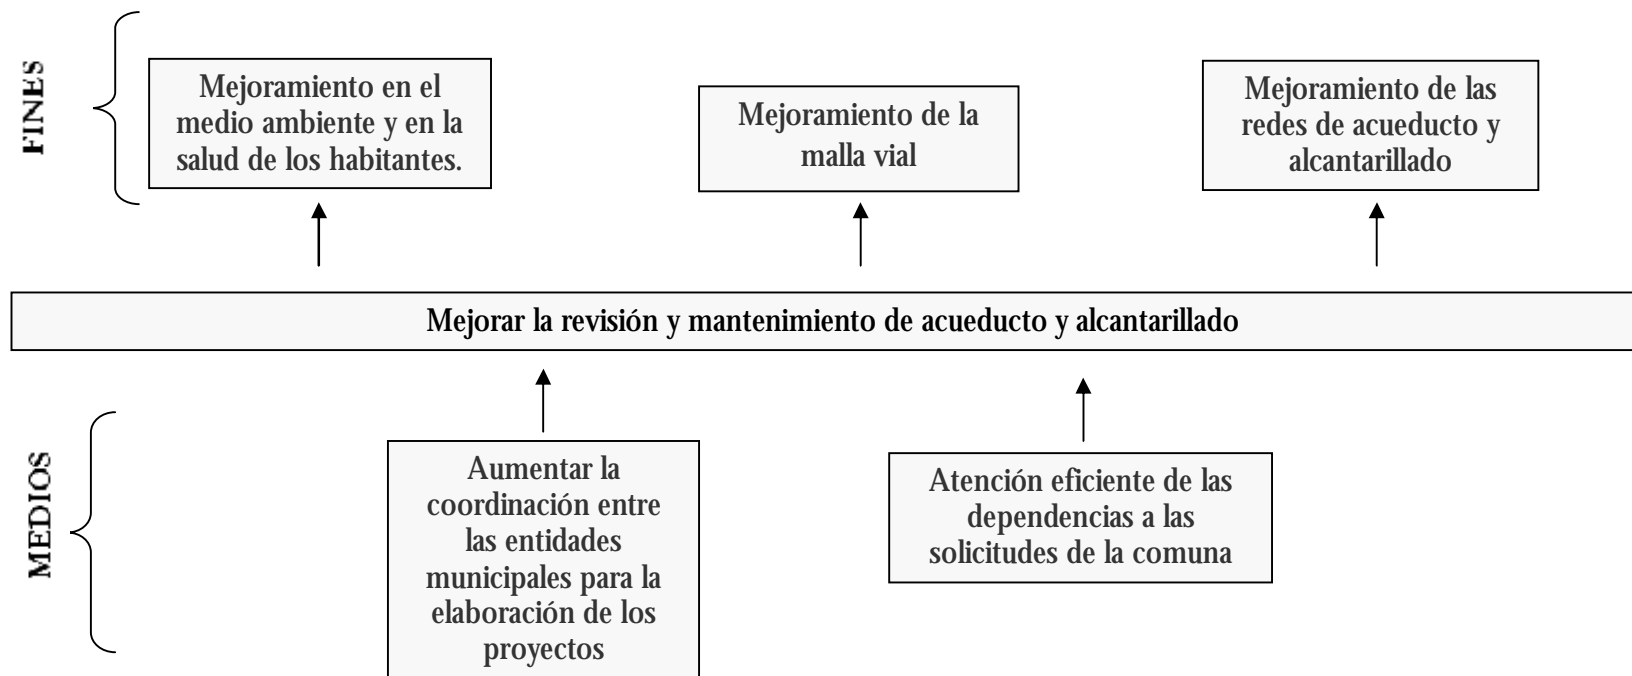 FINES
Mejoramiento en el
medio ambiente y en la
salud de los habitantes.
Mejoramiento de la
malla vial
Mejoramiento de las
redes de acueducto y
alcantarillado
Mejorar la revisión y mantenimiento de acueducto y alcantarillado
MEDIOS
Aumentar la
coordinación entre
las entidades
municipales para la
elaboración de los
proyectos
Atención eficiente de las
dependencias a las
solicitudes de la comuna